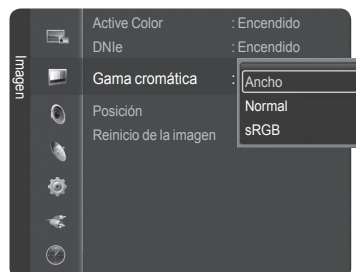 Imagen
Active Color : Encendido
DNIe : Encendido
Gama cromática :
Ancho
Normal
sRGB
Posición
Reinicio de la imagen